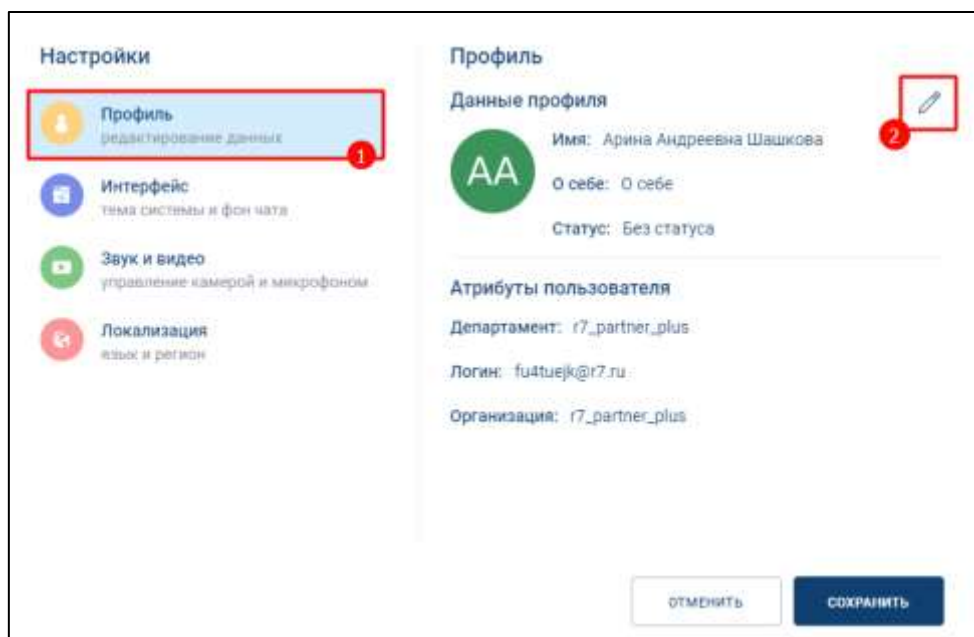 Настройки
Профиль
редактирование данных
1
Интерфейс
тема системы и фон чата
Звук и видео
управление камерой и микрофоном
Локализация
язык и регион
Профиль
Данные профиля
2
АА
Имя: Арина Андреевна Шашкова
О себе: О себе
Статус: Без статуса
Атрибуты пользователя
Департамент: r7_partner_plus
Логин: fu4tuejk@r7.ru
Организация: r7_partner_plus
ОТМЕНИТЬ
СОХРАНИТЬ